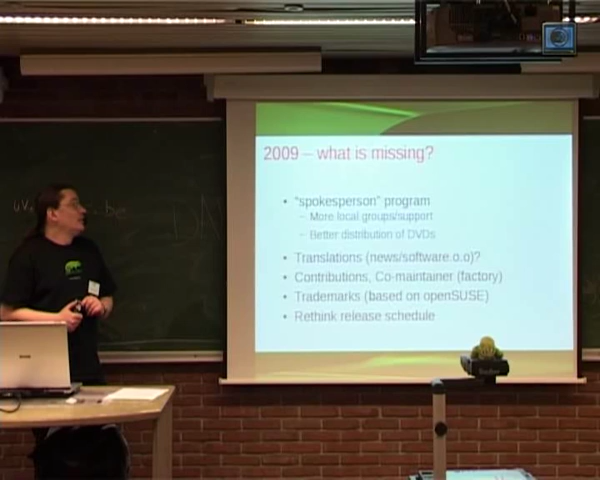 2009 – what is missing?
• "spokesperson" program
– More local groups/support
– Better distribution of DVDs
• Translations (news/software.o.o)?
• Contributions, Co-maintainer (factory)
• Trademarks (based on openSUSE)
• Rethink release schedule